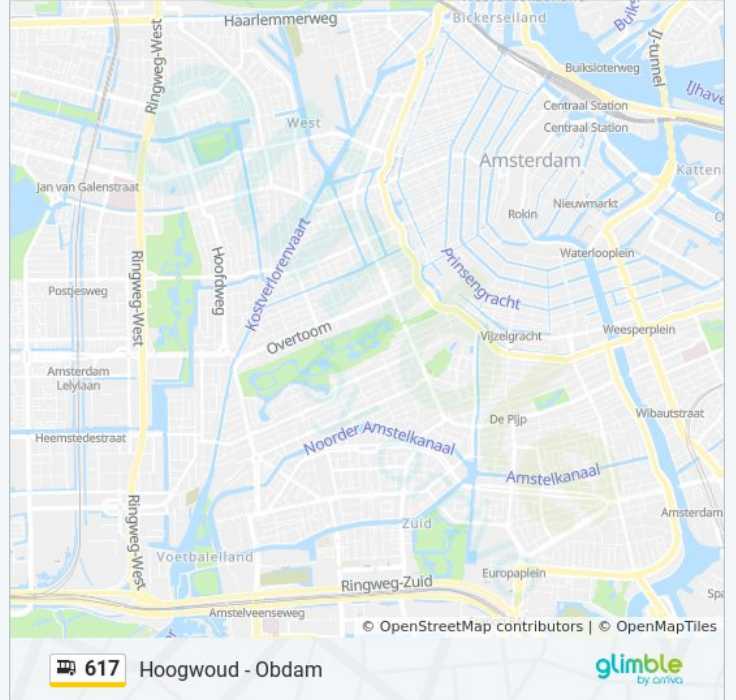 Haarlemmerweg
Bickerseiland
Ringweg-West
IJ-tunnel
Buiksloterweg
Centraal Station
Centraal Station
West
Amsterdam
Jan van Galenstraat
Rokin
Nieuwmarkt
Waterlooplein
Ringweg-West
Hoofdweg
Kostverlorenvaart
Prinsengracht
Postjesweg
Overtoom
Vijzelgracht
Weesperplein
Amsterdam
Lelylaan
De Pijp
Wibautstraat
Heemstedestraat
Noorder Amstelkanaal
Amstelkanaal
Ringweg-West
Zuid
Amsterdam
Voetbaleiland
Europaplein
Ringweg-Zuid
Amstelveenseweg
© OpenStreetMap contributors | © OpenMapTiles
617 Hoogwoud - Obdam
glimble
by arriva